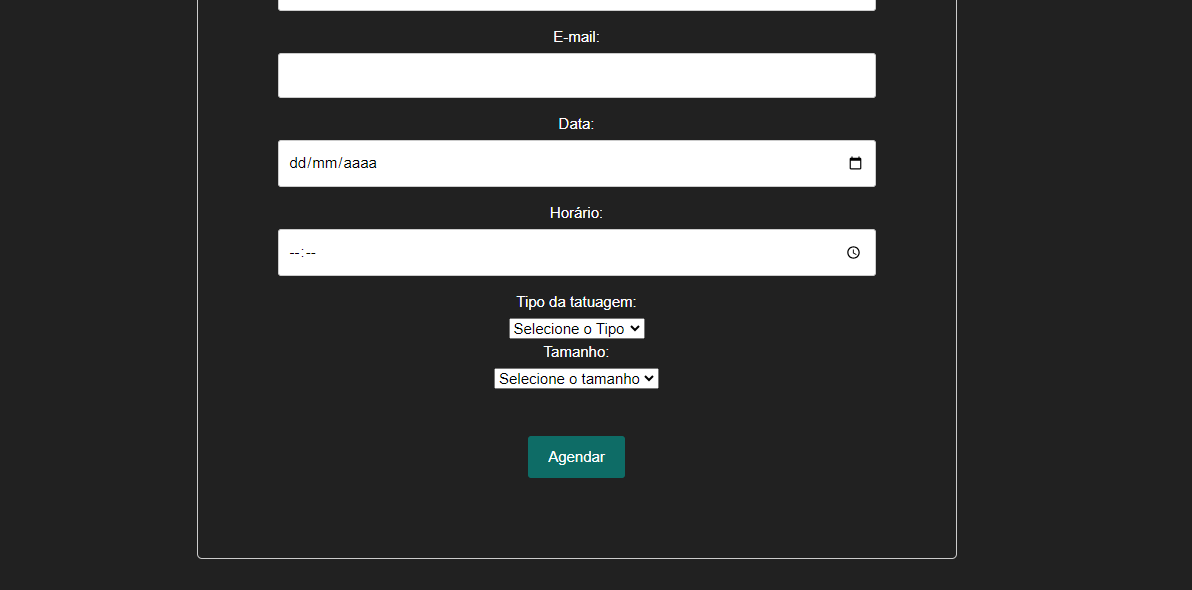 E-mail:
Data:
dd/mm/aaaa
Horário:
--:--
Tipo da tatuagem:
Selecione o Tipo
Tamanho:
Selecione o tamanho
Agendar